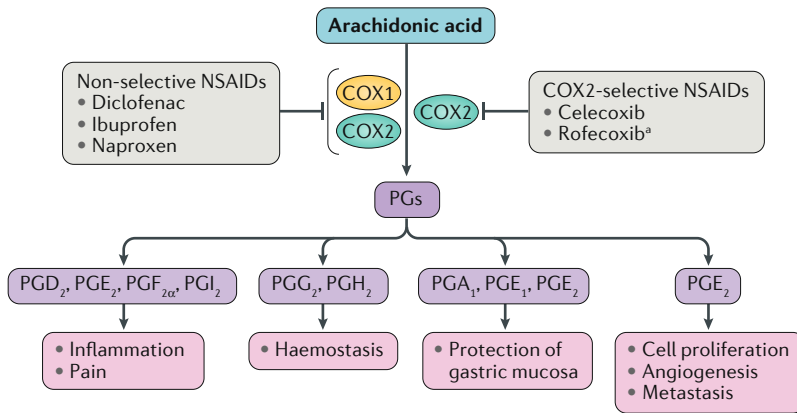 Arachidonic acid
Non-selective NSAIDs
• Diclofenac
• Ibuprofen
• Naproxen
COX1
COX2
COX2
COX2-selective NSAIDs
• Celecoxib
• Rofecoxibᵃ
PGs
PGD₂, PGE₂, PGF₂α, PGI₂
PGG₂, PGH₂
PGA₁, PGE₁, PGE₂
PGE₂
• Inflammation
• Pain
• Haemostasis
• Protection of
gastric mucosa
• Cell proliferation
• Angiogenesis
• Metastasis